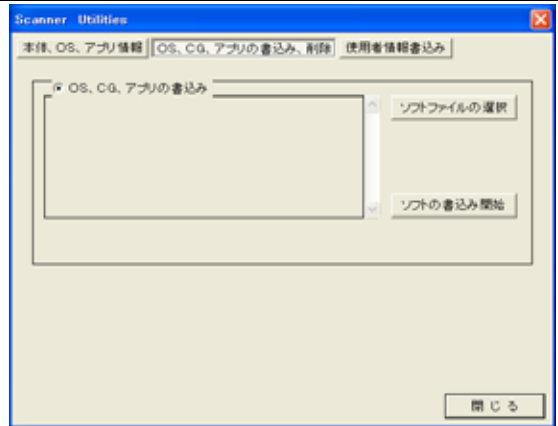 Scanner Utilities
本体、OS、アプリ情報 OS、CG、アプリの書込み、削除 使用者情報書込み
OS、CG、アプリの書込み
ソフトファイルの選択
ソフトの書込み開始
閉じる